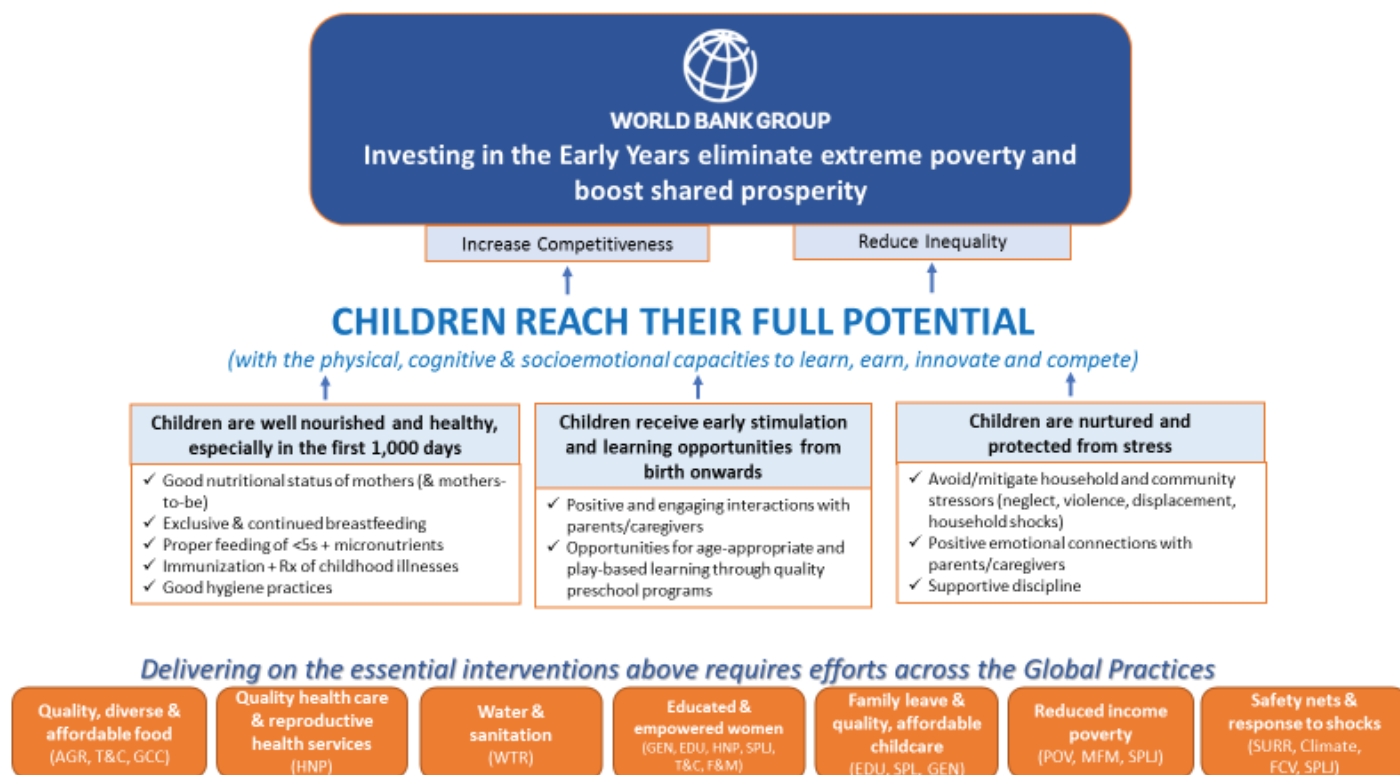 WORLD BANK GROUP
Investing in the Early Years eliminate extreme poverty and
boost shared prosperity
Increase Competitiveness
Reduce Inequality
CHILDREN REACH THEIR FULL POTENTIAL
(with the physical, cognitive & socioemotional capacities to learn, earn, innovate and compete)
Children are well nourished and healthy,
especially in the first 1,000 days
✓ Good nutritional status of mothers (& mothers-
to-be)
✓ Exclusive & continued breastfeeding
✓ Proper feeding of <5s + micronutrients
✓ Immunization + Rx of childhood illnesses
✓ Good hygiene practices
Children receive early stimulation
and learning opportunities from
birth onwards
✓ Positive and engaging interactions with
parents/caregivers
✓ Opportunities for age-appropriate and
play-based learning through quality
preschool programs
Children are nurtured and
protected from stress
✓ Avoid/mitigate household and community
stressors (neglect, violence, displacement,
household shocks)
✓ Positive emotional connections with
parents/caregivers
✓ Supportive discipline
Delivering on the essential interventions above requires efforts across the Global Practices
Quality, diverse &
affordable food
(AGR, T&C, GCC)
Quality health care
& reproductive
health services
(HNP)
Water &
sanitation
(WTR)
Educated &
empowered women
(GEN, EDU, HNP, SPLJ,
T&C, F&M)
Family leave &
quality, affordable
childcare
(EDU, SPL, GEN)
Reduced income
poverty
(POV, MFM, SPLJ)
Safety nets &
response to shocks
(SURR, Climate,
FCV, SPLJ)